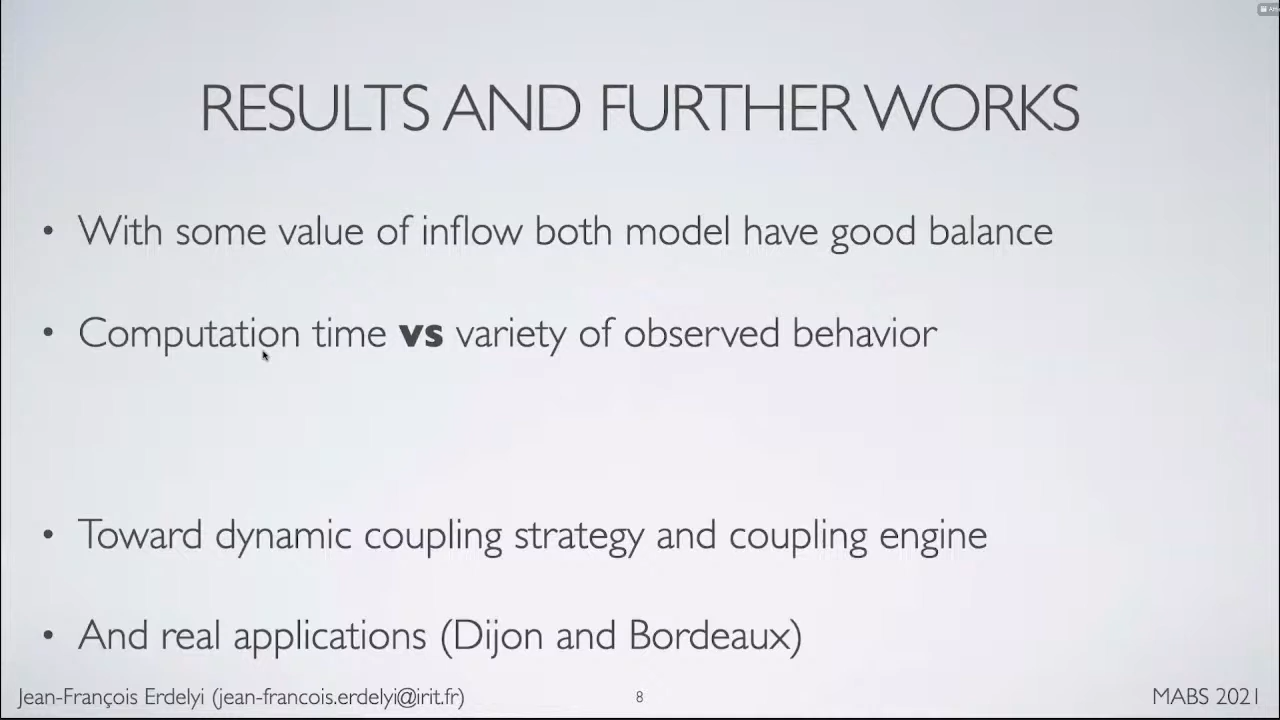 RESULTS AND FURTHER WORKS
• With some value of inflow both model have good balance
• Computation time vs variety of observed behavior
• Toward dynamic coupling strategy and coupling engine
• And real applications (Dijon and Bordeaux)
Jean-François Erdelyi (jean-francois.erdelyi@irit.fr) 8 MABS 2021